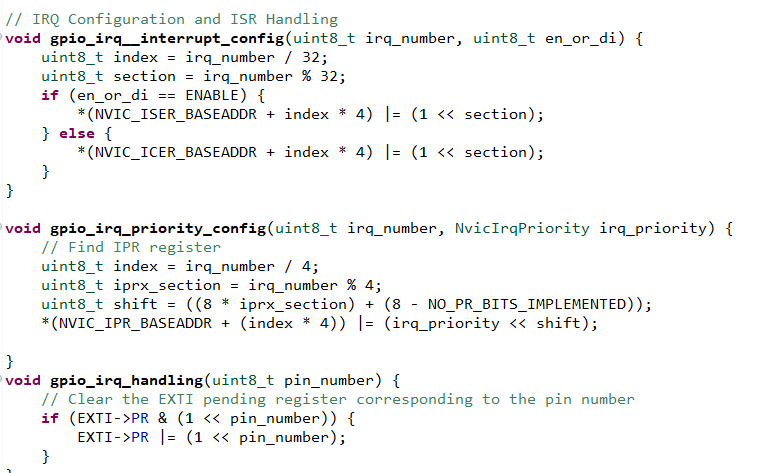 // IRQ Configuration and ISR Handling
void gpio_irq__interrupt_config(uint8_t irq_number, uint8_t en_or_di) {
    uint8_t index = irq_number / 32;
    uint8_t section = irq_number % 32;
    if (en_or_di == ENABLE) {
        *(NVIC_ISER_BASEADDR + index * 4) |= (1 << section);
    } else {
        *(NVIC_ICER_BASEADDR + index * 4) |= (1 << section);
    }
}

void gpio_irq_priority_config(uint8_t irq_number, NvicIrqPriority irq_priority) {
    // Find IPR register
    uint8_t index = irq_number / 4;
    uint8_t iprx_section = irq_number % 4;
    uint8_t shift = ((8 * iprx_section) + (8 - NO_PR_BITS_IMPLEMENTED));
    *(NVIC_IPR_BASEADDR + (index * 4)) |= (irq_priority << shift);

}
void gpio_irq_handling(uint8_t pin_number) {
    // Clear the EXTI pending register corresponding to the pin number
    if (EXTI->PR & (1 << pin_number)) {
        EXTI->PR |= (1 << pin_number);
    }